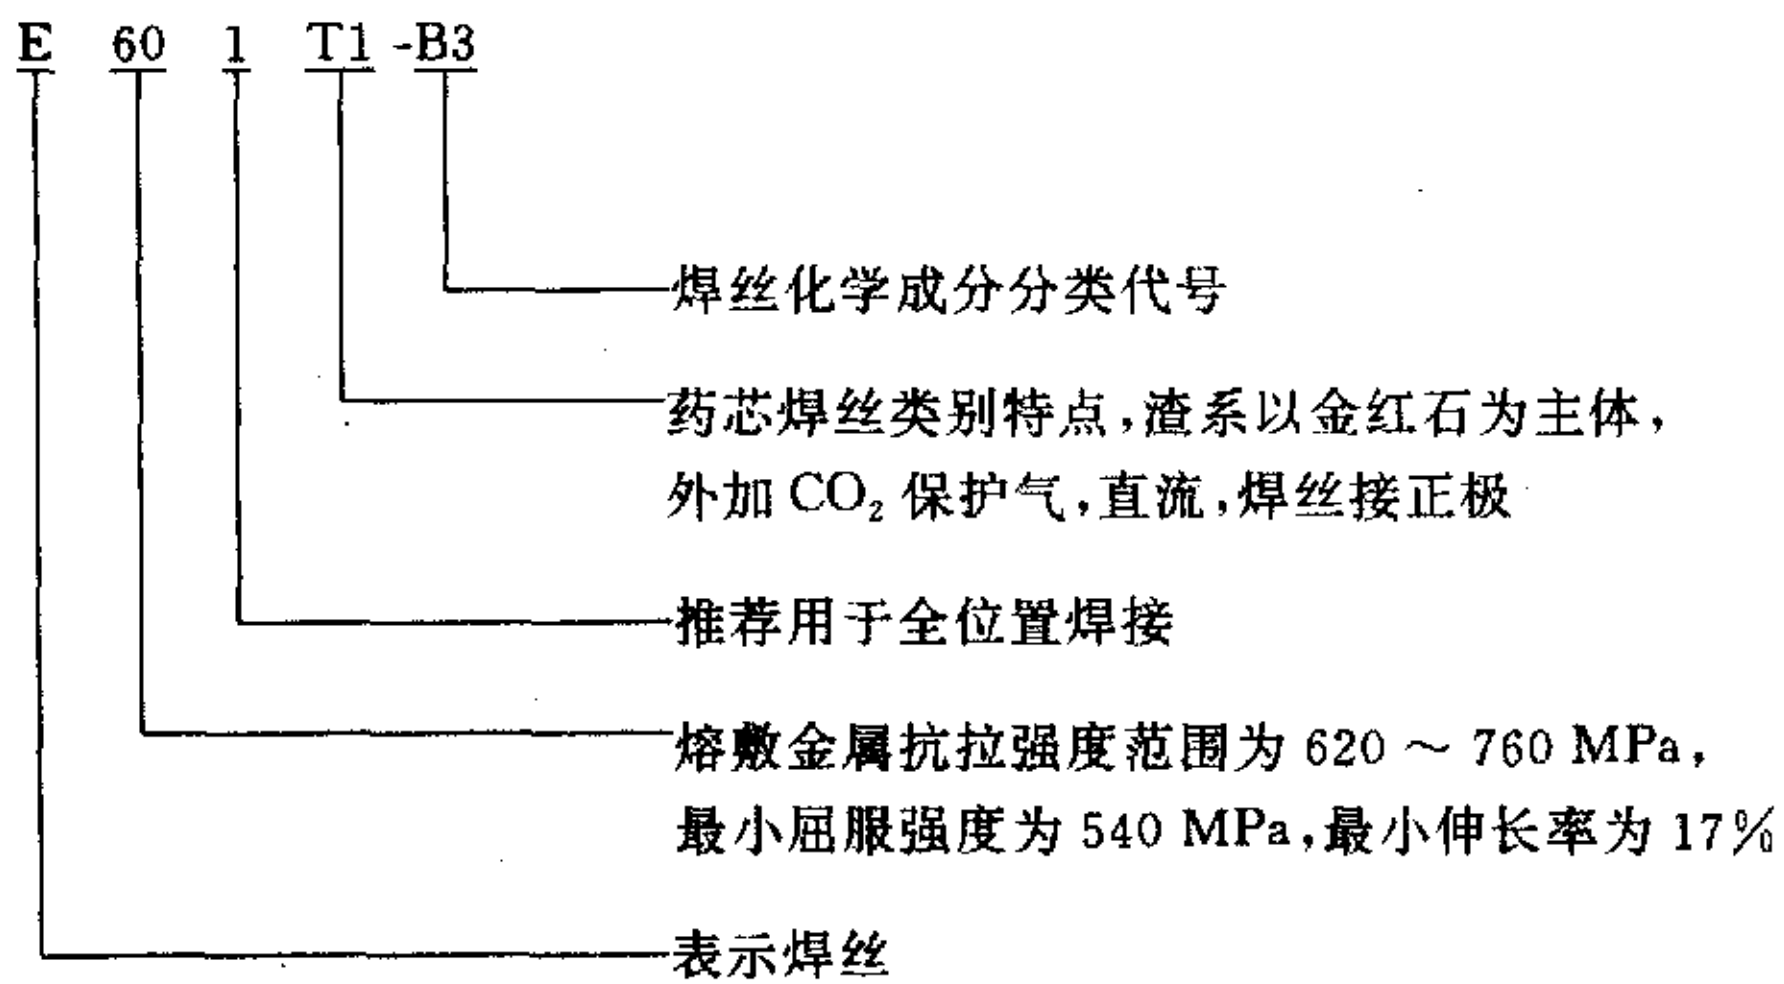 E 60 1 T1 -B3
焊丝化学成分分类代号
药芯焊丝类别特点,渣系以金红石为主体,
外加 CO₂ 保护气,直流,焊丝接正极
推荐用于全位置焊接
熔敷金属抗拉强度范围为 620 ~ 760 MPa,
最小屈服强度为 540 MPa,最小伸长率为 17%
表示焊丝